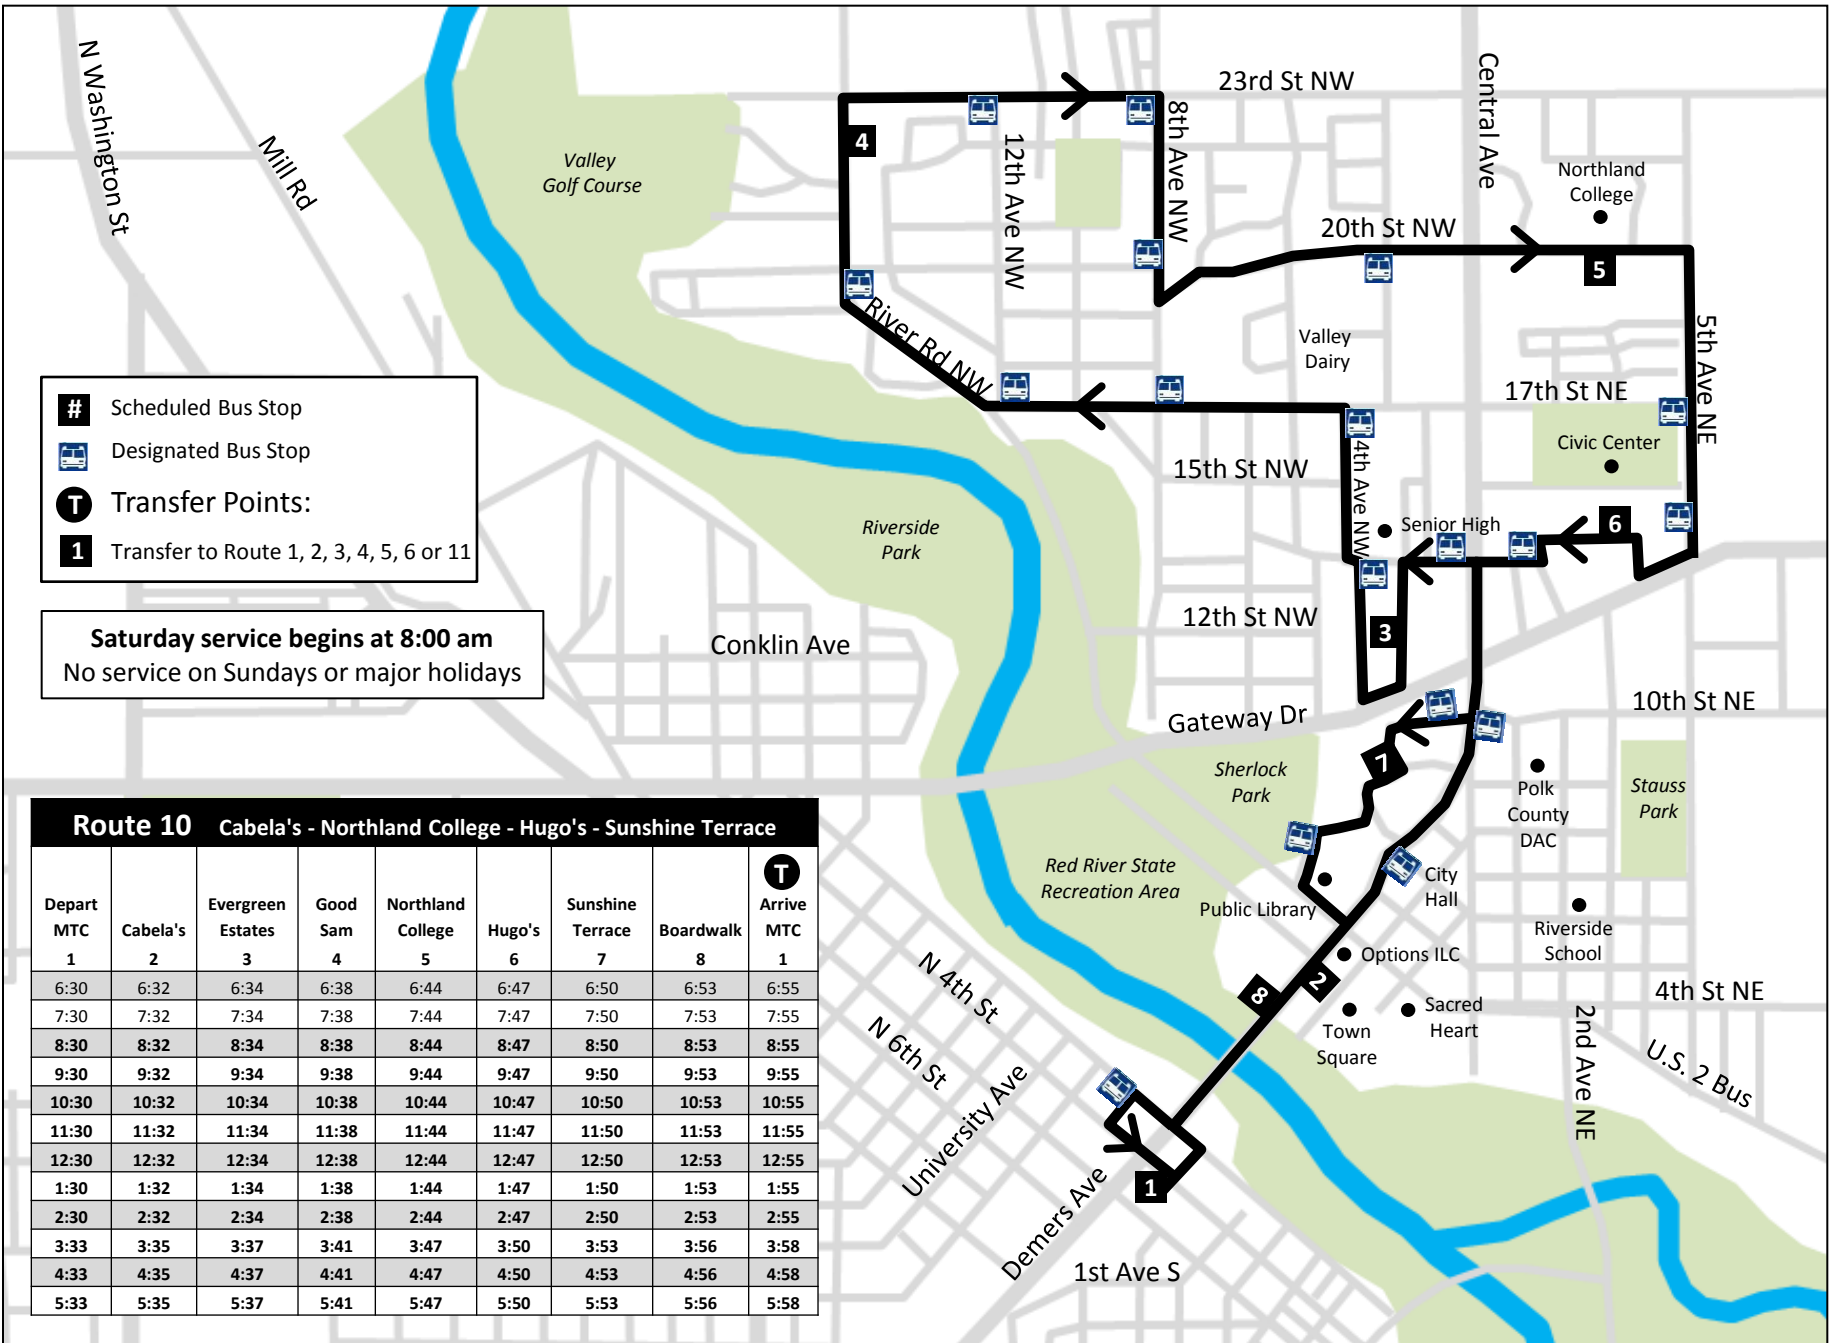 N Washington St
Mill Rd
Valley
Golf Course
4
12th Ave NW
8th Ave NW
23rd St NW
Central Ave
Northland
College
20th St NW
5
River Rd NW
Valley
Dairy
17th St NE
5th Ave NE
Civic Center
15th St NW
4th Ave NW
Senior High
6
# Scheduled Bus Stop
Designated Bus Stop
T Transfer Points:
1 Transfer to Route 1, 2, 3, 4, 5, 6 or 11
Riverside
Park
Saturday service begins at 8:00 am
No service on Sundays or major holidays
Conklin Ave
12th St NW
3
Gateway Dr
10th St NE
7
Sherlock
Park
Polk
County
DAC
Stauss
Park
Red River State
Recreation Area
Public Library
City
Hall
Riverside
School
Options ILC
2
8
Town
Square
Sacred
Heart
4th St NE
2nd Ave NE
U.S. 2 Bus
N 4th St
N 6th St
University Ave
Demers Ave
1
1st Ave S
Route 10 Cabela's - Northland College - Hugo's - Sunshine Terrace
T
Depart MTC Cabela's Evergreen Estates Good Sam Northland College Hugo's Sunshine Terrace Boardwalk Arrive MTC
1 2 3 4 5 6 7 8 1
6:30 6:32 6:34 6:38 6:44 6:47 6:50 6:53 6:55
7:30 7:32 7:34 7:38 7:44 7:47 7:50 7:53 7:55
8:30 8:32 8:34 8:38 8:44 8:47 8:50 8:53 8:55
9:30 9:32 9:34 9:38 9:44 9:47 9:50 9:53 9:55
10:30 10:32 10:34 10:38 10:44 10:47 10:50 10:53 10:55
11:30 11:32 11:34 11:38 11:44 11:47 11:50 11:53 11:55
12:30 12:32 12:34 12:38 12:44 12:47 12:50 12:53 12:55
1:30 1:32 1:34 1:38 1:44 1:47 1:50 1:53 1:55
2:30 2:32 2:34 2:38 2:44 2:47 2:50 2:53 2:55
3:33 3:35 3:37 3:41 3:47 3:50 3:53 3:56 3:58
4:33 4:35 4:37 4:41 4:47 4:50 4:53 4:56 4:58
5:33 5:35 5:37 5:41 5:47 5:50 5:53 5:56 5:58